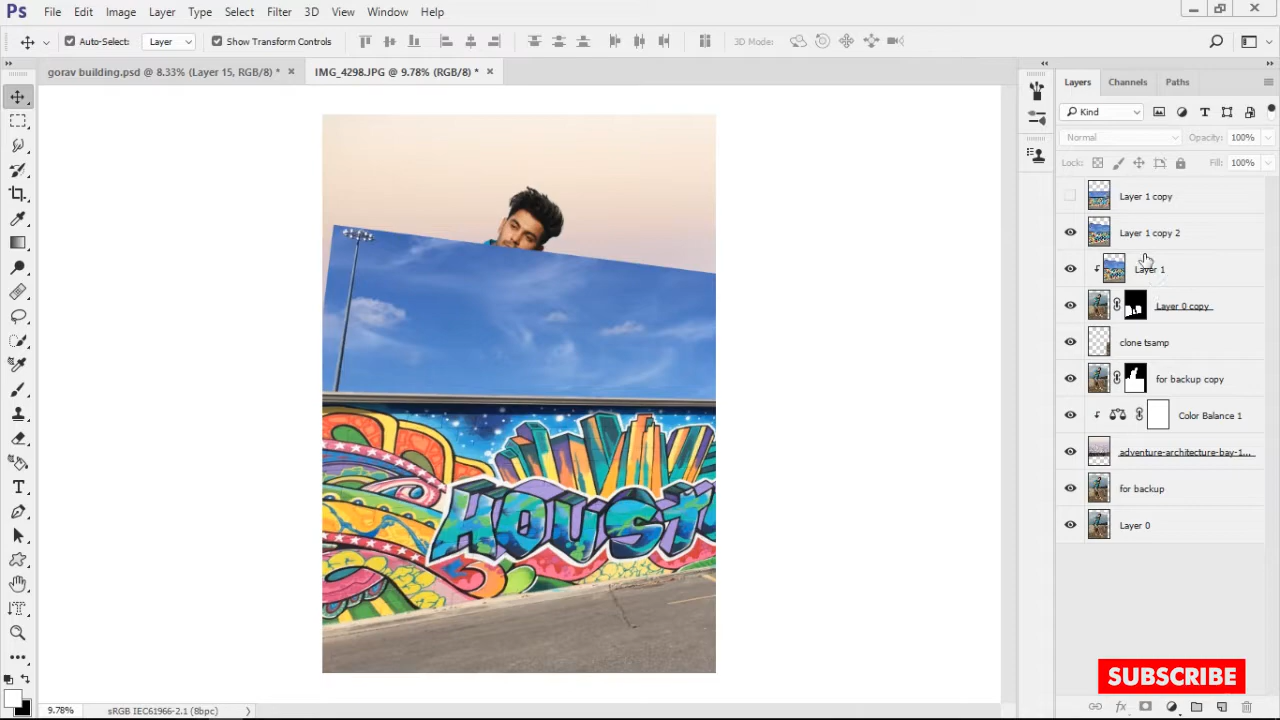 Ps File Edit Image Layer Type Select Filter 3D View Window Help
Auto-Select: Layer Show Transform Controls 3D Mode:
gorav building.psd @ 8.33% (Layer 15, RGB/8) * IMG_4298.JPG @ 9.78% (RGB/8) *
Layers Channels Paths
Kind
Normal Opacity: 100%
Lock: Fill: 100%
Layer 1 copy
Layer 1 copy 2
Layer 1
Layer 0 copy
clone tsamp
for backup copy
Color Balance 1
adventure-architecture-bay-1...
for backup
Layer 0
HOUST
SUBSCRIBE
9.78% sRGB IEC61966-2.1 (8bpc)